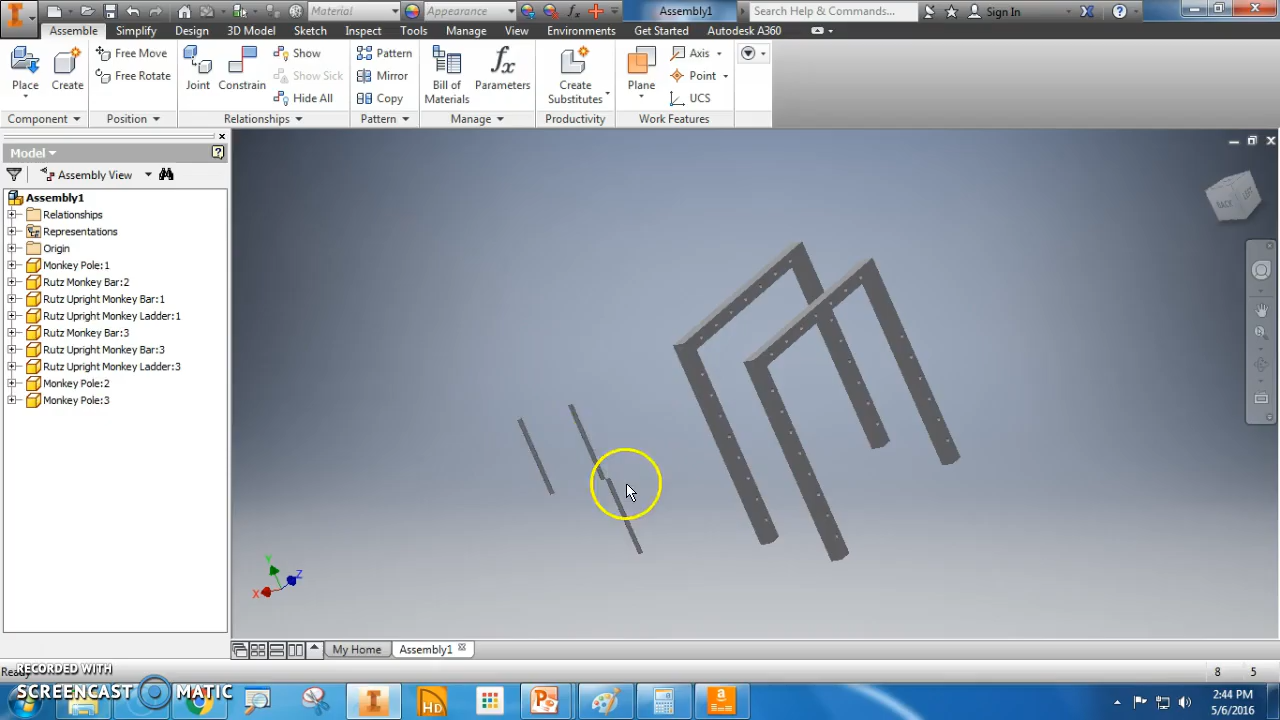 Material
Appearance
Assembly1
Search Help & Commands...
Sign In
Assemble Simplify Design 3D Model Sketch Inspect Tools Manage View Environments Get Started Autodesk A360
Place
Create
Component
Free Move
Free Rotate
Position
Joint
Constrain
Show
Show Sick
Hide All
Relationships
Pattern
Mirror
Copy
Pattern
Bill of
Materials
Parameters
Manage
Create
Substitutes
Productivity
Plane
Axis
Point
UCS
Work Features
Model
Assembly View
Assembly1
Relationships
Representations
Origin
Monkey Pole:1
Rutz Monkey Bar:2
Rutz Upright Monkey Bar:1
Rutz Upright Monkey Ladder:1
Rutz Monkey Bar:3
Rutz Upright Monkey Bar:3
Rutz Upright Monkey Ladder:3
Monkey Pole:2
Monkey Pole:3
BACK
Y
Z
X
My Home
Assembly1
RECORDED WITH
SCREENCAST MATIC
8 5
HD
2:44 PM
5/6/2016